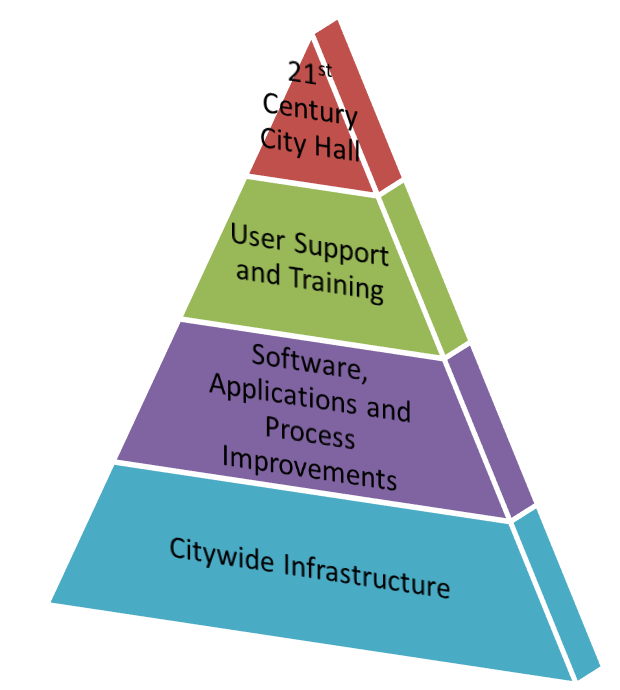 21st
Century
City Hall
User Support
and Training
Software,
Applications and
Process
Improvements
Citywide Infrastructure